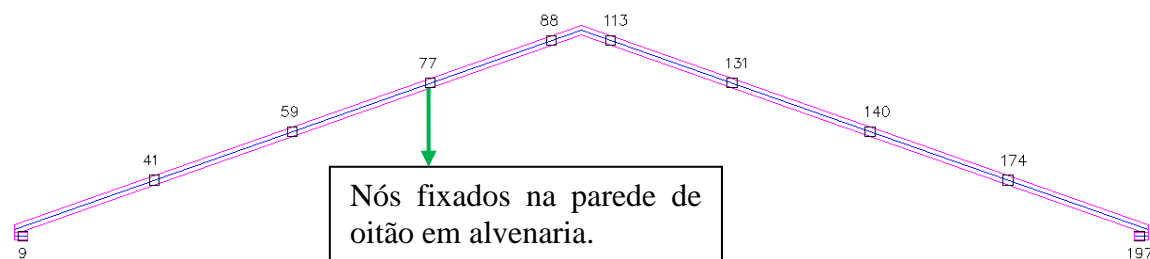 88 113
77 131
59 140
41 174
Nós fixados na parede de
oitão em alvenaria.
9 197